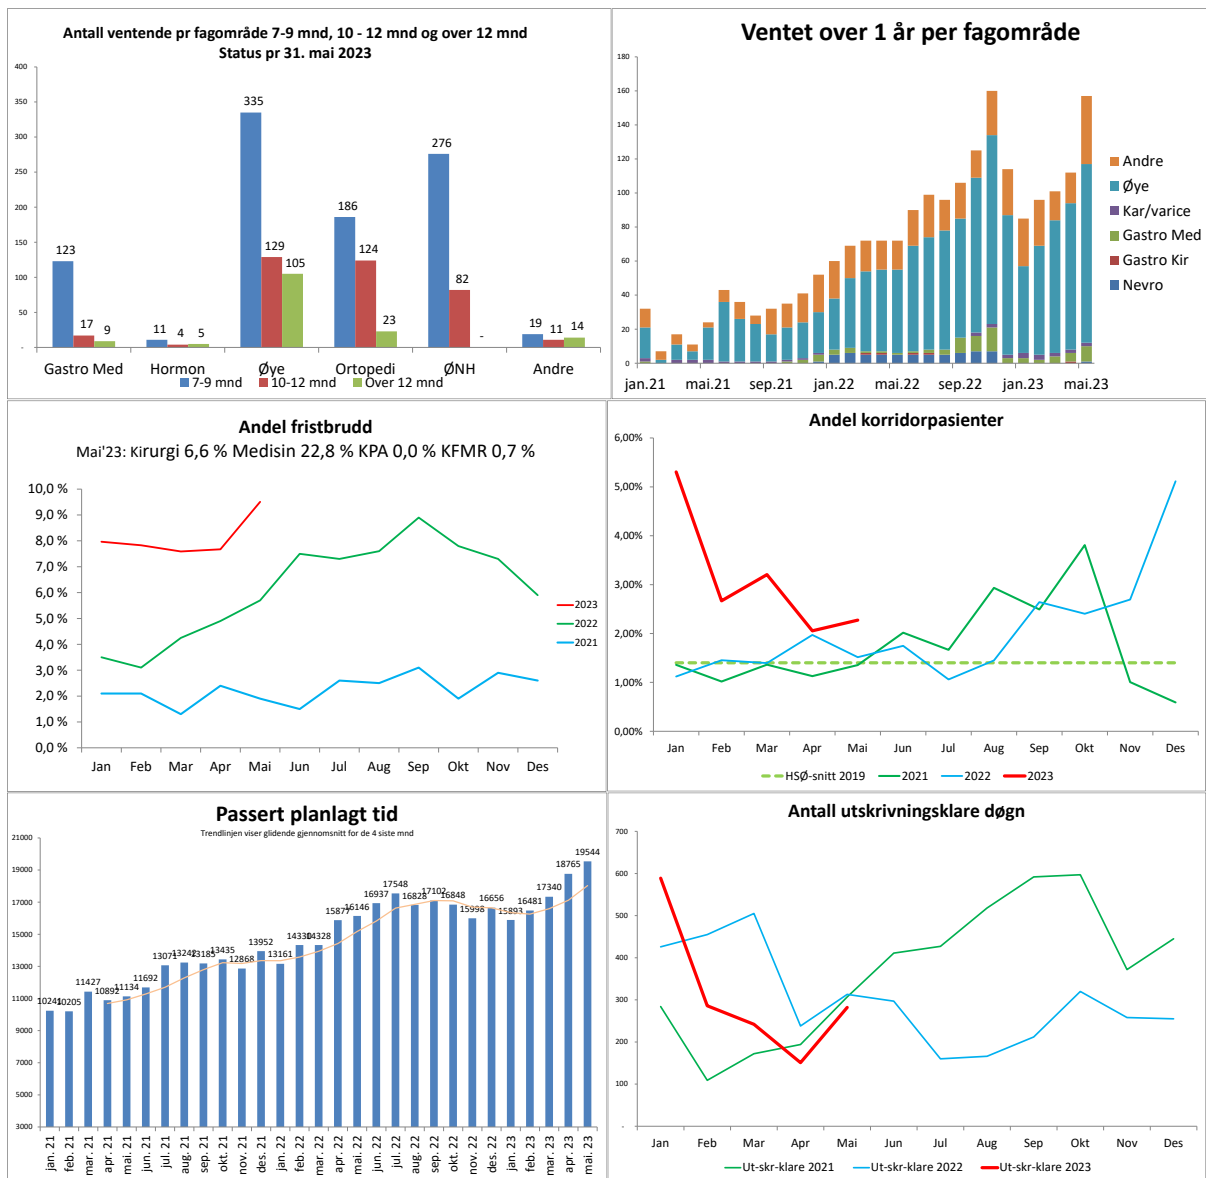 Antall ventende pr fagområde 7-9 mnd, 10 - 12 mnd og over 12 mnd
Status pr 31. mai 2023
400
350
300
250
200
150
100
50
-
123
17
9
11
4
5
335
129
105
186
124
23
276
82
-
19
11
14
Gastro Med
Hormon
Øye
Ortopedi
ØNH
Andre
7-9 mnd
10-12 mnd
Over 12 mnd
Ventet over 1 år per fagområde
180
160
140
120
100
80
60
40
20
0
jan.21
mai.21
sep.21
jan.22
mai.22
sep.22
jan.23
mai.23
Andre
Øye
Kar/varice
Gastro Med
Gastro Kir
Nevro
Andel fristbrudd
Mai'23: Kirurgi 6,6 % Medisin 22,8 % KPA 0,0 % KFMR 0,7 %
10,0 %
9,0 %
8,0 %
7,0 %
6,0 %
5,0 %
4,0 %
3,0 %
2,0 %
1,0 %
0,0 %
Jan Feb Mar Apr Mai Jun Jul Aug Sep Okt Nov Des
2023
2022
2021
Andel korridorpasienter
6,00%
5,00%
4,00%
3,00%
2,00%
1,00%
0,00%
Jan Feb Mar Apr Mai Jun Jul Aug Sep Okt Nov Des
HSØ-snitt 2019
2021
2022
2023
Passert planlagt tid
Trendlinjen viser glidende gjennomsnitt for de 4 siste mnd
21000
19000
17000
15000
13000
11000
9000
7000
5000
3000
10241
10205
11427
10892
11134
11692
13071
13242
13185
13435
12868
13952
13161
14330
14328
15877
16146
16937
17548
16828
17102
16848
15998
16656
15893
16481
17340
18765
19544
jan. 21
feb. 21
mar. 21
apr. 21
mai. 21
jun. 21
jul. 21
aug. 21
sep. 21
okt. 21
nov. 21
des. 21
jan. 22
feb. 22
mar. 22
apr. 22
mai. 22
jun. 22
jul. 22
aug. 22
sep. 22
okt. 22
nov. 22
des. 22
jan. 23
feb. 23
mar. 23
apr. 23
mai. 23
Antall utskrivningsklare døgn
700
600
500
400
300
200
100
-
Jan Feb Mar Apr Mai Jun Jul Aug Sep Okt Nov Des
Ut-skr-klare 2021
Ut-skr-klare 2022
Ut-skr-klare 2023